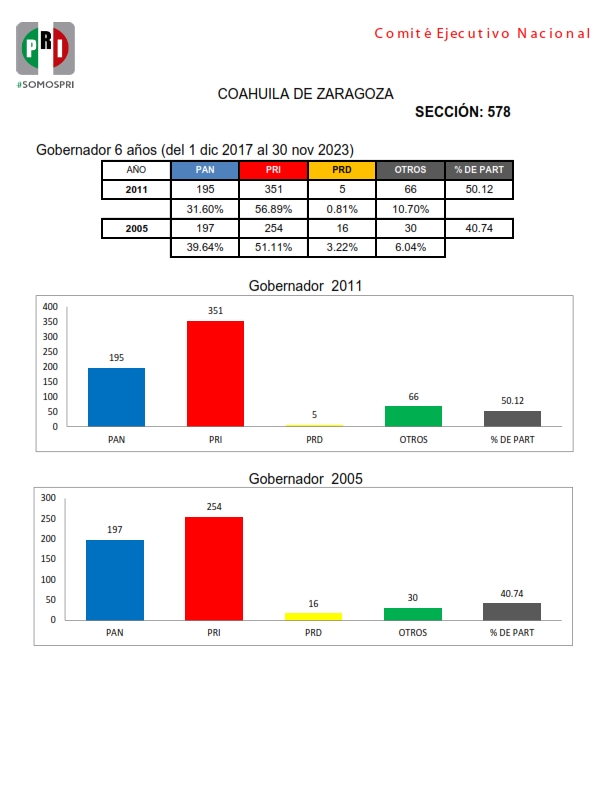 Comité Ejecutivo Nacional
PRI
#SOMOSPRI
COAHUILA DE ZARAGOZA
SECCIÓN: 578
Gobernador 6 años (del 1 dic 2017 al 30 nov 2023)
AÑO PAN PRI PRD OTROS % DE PART
2011 195 351 5 66 50.12
31.60% 56.89% 0.81% 10.70%
2005 197 254 16 30 40.74
39.64% 51.11% 3.22% 6.04%
Gobernador 2011
400
350
300
250
200
150
100
50
0
195
351
5
66
50.12
PAN PRI PRD OTROS % DE PART
Gobernador 2005
300
250
200
150
100
50
0
197
254
16
30
40.74
PAN PRI PRD OTROS % DE PART